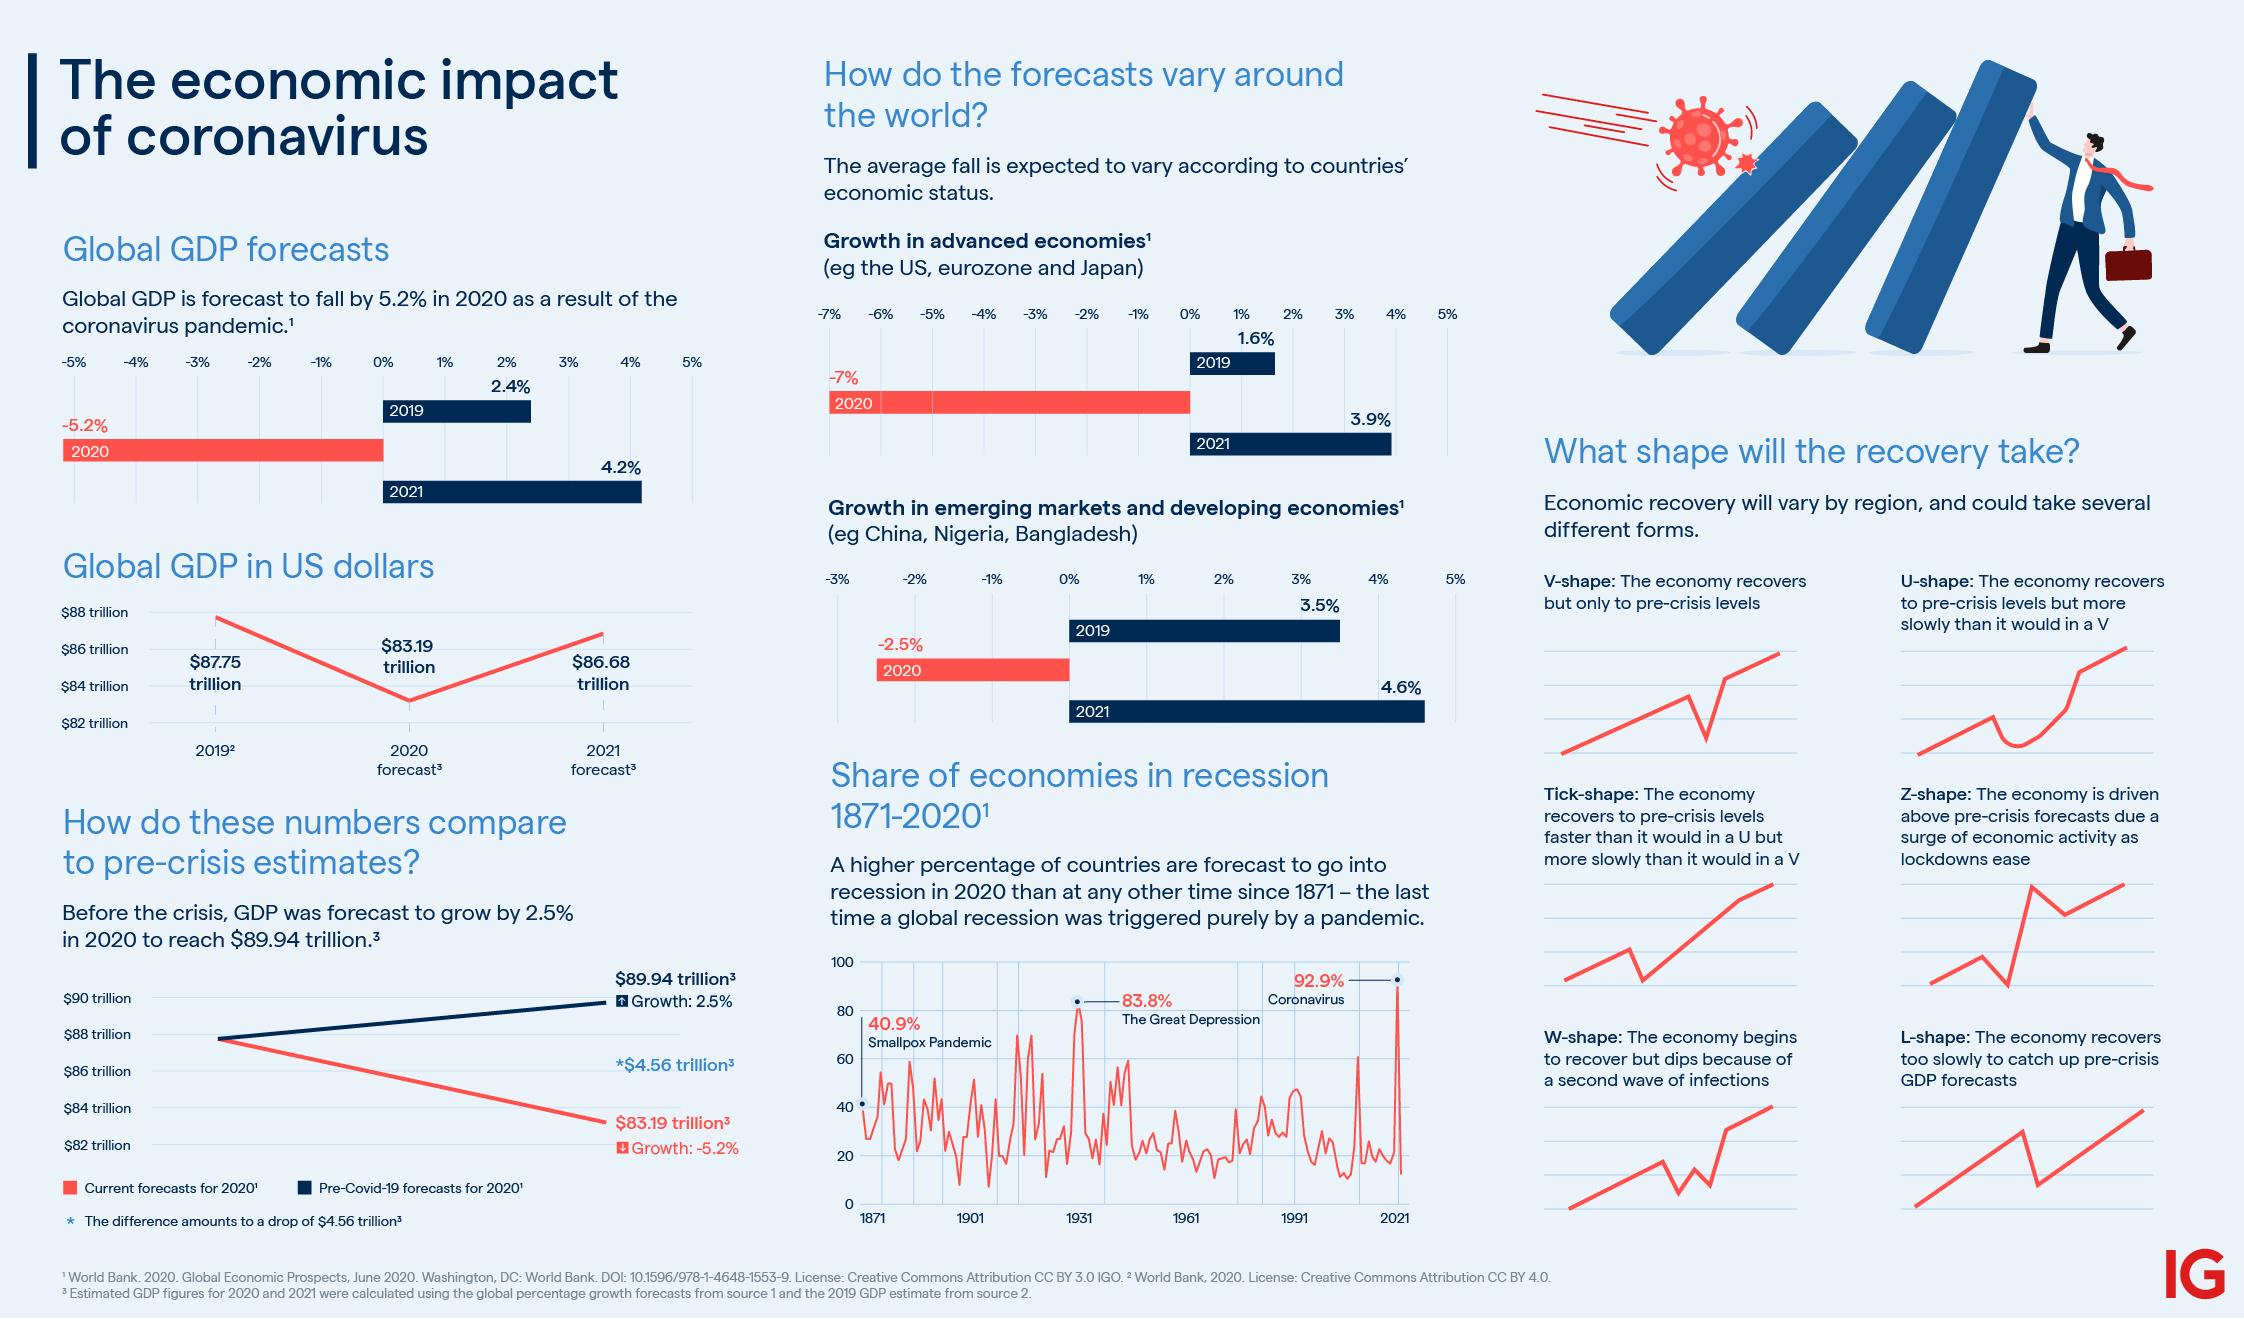 The economic impact
of coronavirus
Global GDP forecasts
Global GDP is forecast to fall by 5.2% in 2020 as a result of the
coronavirus pandemic.¹
-5% -4% -3% -2% -1% 0% 1% 2% 3% 4% 5%
2.4%
2019
-5.2%
2020
4.2%
2021
Global GDP in US dollars
$88 trillion
$86 trillion
$84 trillion
$82 trillion
$87.75
trillion
$83.19
trillion
$86.68
trillion
2019²
2020
forecast³
2021
forecast³
How do these numbers compare
to pre-crisis estimates?
Before the crisis, GDP was forecast to grow by 2.5%
in 2020 to reach $89.94 trillion.³
$90 trillion
$88 trillion
$86 trillion
$84 trillion
$82 trillion
$89.94 trillion³
Growth: 2.5%
*$4.56 trillion³
$83.19 trillion³
Growth: -5.2%
Current forecasts for 2020¹
Pre-Covid-19 forecasts for 2020¹
* The difference amounts to a drop of $4.56 trillion³
How do the forecasts vary around
the world?
The average fall is expected to vary according to countries’
economic status.
Growth in advanced economies¹
(eg the US, eurozone and Japan)
-7% -6% -5% -4% -3% -2% -1% 0% 1% 2% 3% 4% 5%
1.6%
2019
-7%
2020
3.9%
2021
Growth in emerging markets and developing economies¹
(eg China, Nigeria, Bangladesh)
-3% -2% -1% 0% 1% 2% 3% 4% 5%
3.5%
2019
-2.5%
2020
4.6%
2021
Share of economies in recession
1871-2020¹
A higher percentage of countries are forecast to go into
recession in 2020 than at any other time since 1871 – the last
time a global recession was triggered purely by a pandemic.
100
80
60
40
20
0
40.9%
Smallpox Pandemic
83.8%
The Great Depression
92.9%
Coronavirus
1871 1901 1931 1961 1991 2021
What shape will the recovery take?
Economic recovery will vary by region, and could take several
different forms.
V-shape: The economy recovers
but only to pre-crisis levels
U-shape: The economy recovers
to pre-crisis levels but more
slowly than it would in a V
Tick-shape: The economy
recovers to pre-crisis levels
faster than it would in a U but
more slowly than it would in a V
Z-shape: The economy is driven
above pre-crisis forecasts due a
surge of economic activity as
lockdowns ease
W-shape: The economy begins
to recover but dips because of
a second wave of infections
L-shape: The economy recovers
too slowly to catch up pre-crisis
GDP forecasts
¹ World Bank. 2020. Global Economic Prospects, June 2020. Washington, DC: World Bank. DOI: 10.1596/978-1-4648-1553-9. License: Creative Commons Attribution CC BY 3.0 IGO. ² World Bank, 2020. License: Creative Commons Attribution CC BY 4.0.
³ Estimated GDP figures for 2020 and 2021 were calculated using the global percentage growth forecasts from source 1 and the 2019 GDP estimate from source 2.
IG